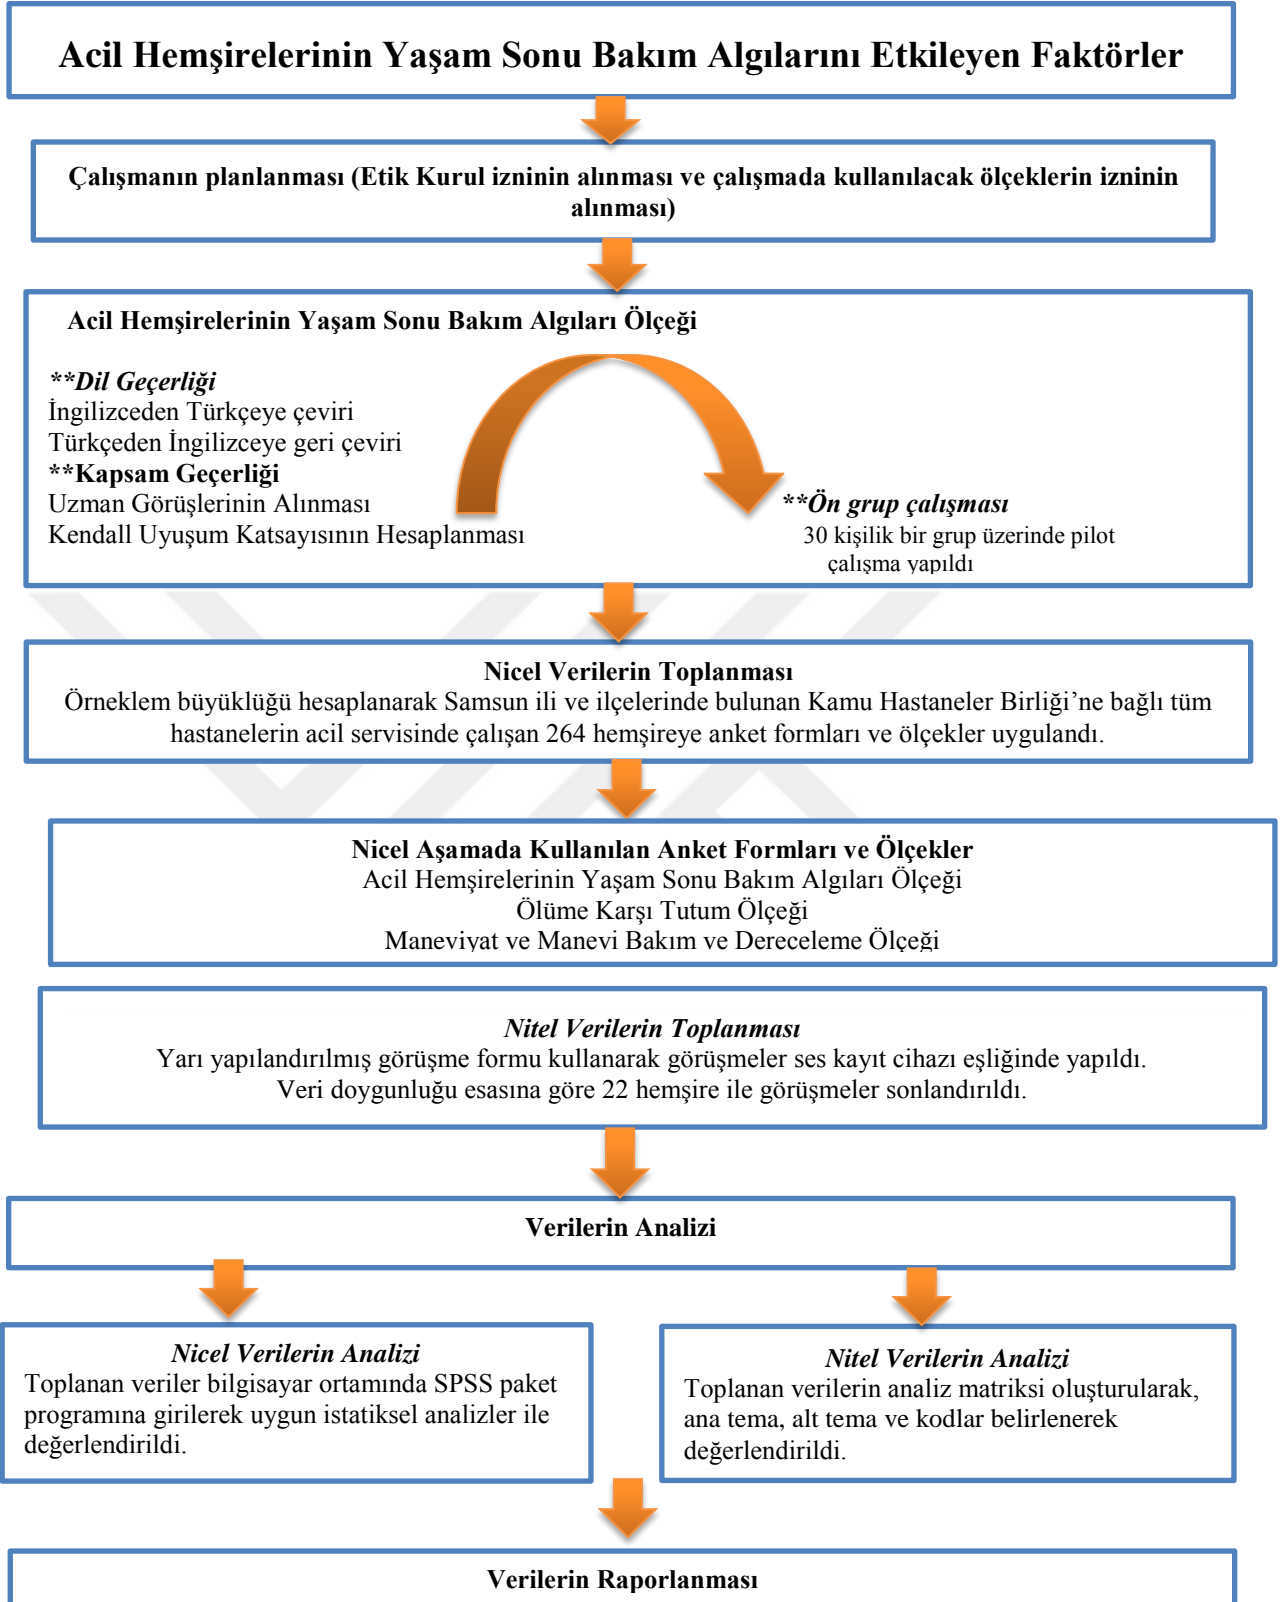 Acil Hemşirelerinin Yaşam Sonu Bakım Algılarını Etkileyen Faktörler
Çalışmanın planlanması (Etik Kurul izninin alınması ve çalışmada kullanılacak ölçeklerin izninin
alınması)
Acil Hemşirelerinin Yaşam Sonu Bakım Algıları Ölçeği
**Dil Geçerliği
İngilizceden Türkçeye çeviri
Türkçeden İngilizceye geri çeviri
**Kapsam Geçerliği
Uzman Görüşlerinin Alınması
Kendall Uyuşum Katsayısının Hesaplanması
**Ön grup çalışması
30 kişilik bir grup üzerinde pilot
çalışma yapıldı
Nicel Verilerin Toplanması
Örneklem büyüklüğü hesaplanarak Samsun ili ve ilçelerinde bulunan Kamu Hastaneler Birliği’ne bağlı tüm
hastanelerin acil servisinde çalışan 264 hemşireye anket formları ve ölçekler uygulandı.
Nicel Aşamada Kullanılan Anket Formları ve Ölçekler
Acil Hemşirelerinin Yaşam Sonu Bakım Algıları Ölçeği
Ölüme Karşı Tutum Ölçeği
Maneviyat ve Manevi Bakım ve Dereceleme Ölçeği
Nitel Verilerin Toplanması
Yarı yapılandırılmış görüşme formu kullanarak görüşmeler ses kayıt cihazı eşliğinde yapıldı.
Veri doygunluğu esasına göre 22 hemşire ile görüşmeler sonlandırıldı.
Verilerin Analizi
Nicel Verilerin Analizi
Toplanan veriler bilgisayar ortamında SPSS paket
programına girilerek uygun istatiksel analizler ile
değerlendirildi.
Nitel Verilerin Analizi
Toplanan verilerin analiz matriksi oluşturularak,
ana tema, alt tema ve kodlar belirlenerek
değerlendirildi.
Verilerin Raporlanması